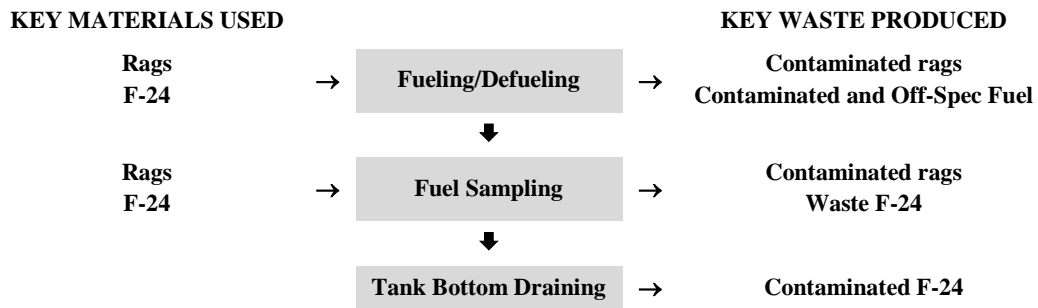 KEY MATERIALS USED
KEY WASTE PRODUCED
Rags
F-24
→
Fueling/Defueling
→
Contaminated rags
Contaminated and Off-Spec Fuel
Rags
F-24
→
Fuel Sampling
→
Contaminated rags
Waste F-24
Tank Bottom Draining
→
Contaminated F-24